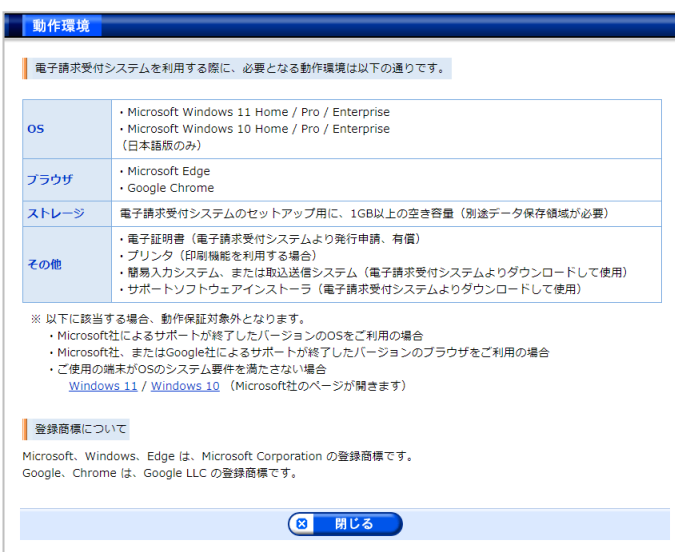 動作環境
電子請求受付システムを利用する際に、必要となる動作環境は以下の通りです。
OS
・Microsoft Windows 11 Home / Pro / Enterprise
・Microsoft Windows 10 Home / Pro / Enterprise
（日本語版のみ）
ブラウザ
・Microsoft Edge
・Google Chrome
ストレージ
電子請求受付システムのセットアップ用に、1GB以上の空き容量（別途データ保存領域が必要）
その他
・電子証明書（電子請求受付システムより発行申請、有償）
・プリンタ（印刷機能を利用する場合）
・簡易入力システム、または取込送信システム（電子請求受付システムよりダウンロードして使用）
・サポートソフトウェアインストーラ（電子請求受付システムよりダウンロードして使用）
※ 以下に該当する場合、動作保証対象外となります。
・Microsoft社によるサポートが終了したバージョンのOSをご利用の場合
・Microsoft社、またはGoogle社によるサポートが終了したバージョンのブラウザをご利用の場合
・ご使用の端末がOSのシステム要件を満たさない場合
Windows 11 / Windows 10 （Microsoft社のページが開きます）
登録商標について
Microsoft、Windows、Edge は、Microsoft Corporation の登録商標です。
Google、Chrome は、Google LLC の登録商標です。
閉じる